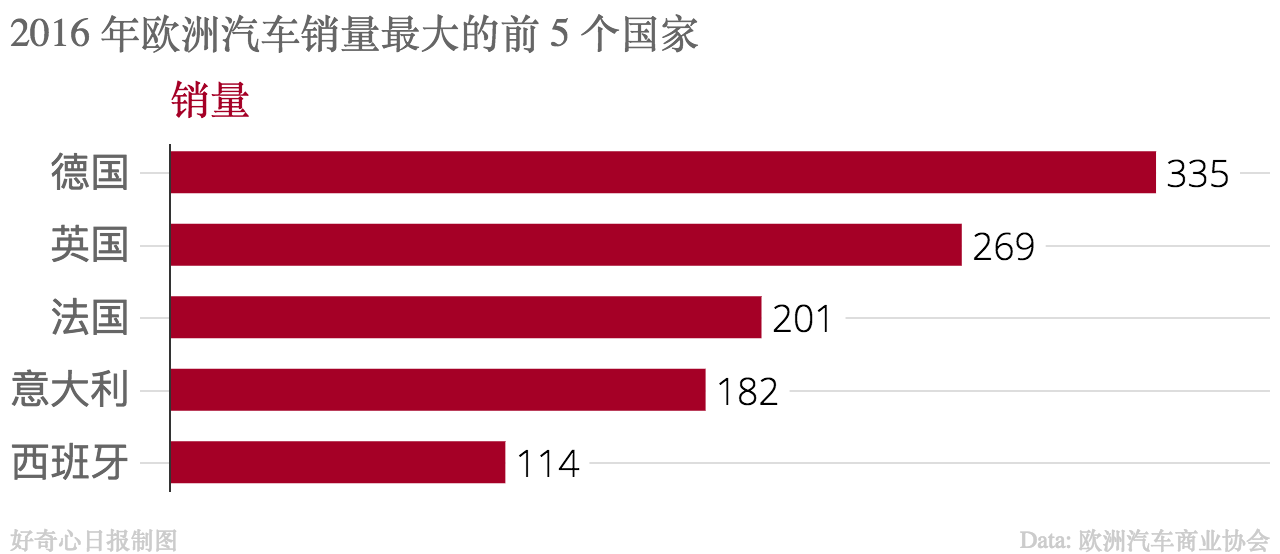 2016 年欧洲汽车销量最大的前 5 个国家
销量
德国 335
英国 269
法国 201
意大利 182
西班牙 114
好奇心日报制图 Data: 欧洲汽车商业协会